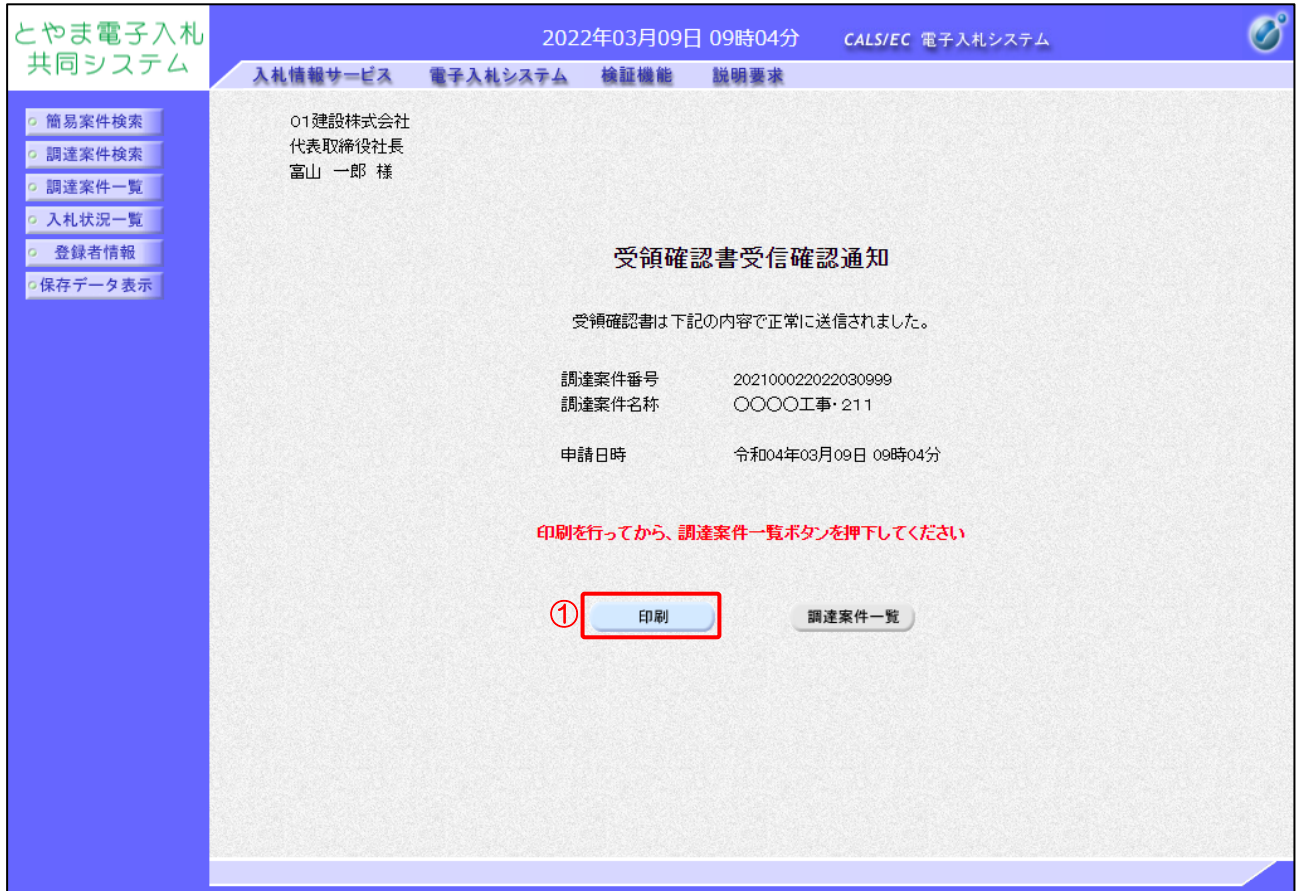 とやま電子入札
共同システム
2022年03月09日 09時04分
CALS/EC 電子入札システム
入札情報サービス
電子入札システム
検証機能
説明要求
簡易案件検索
調達案件検索
調達案件一覧
入札状況一覧
登録者情報
保存データ表示
01建設株式会社
代表取締役社長
富山 一郎 様
受領確認書受信確認通知
受領確認書は下記の内容で正常に送信されました。
調達案件番号 202100022022030999
調達案件名称 〇〇〇〇工事・211
申請日時 令和04年03月09日 09時04分
印刷を行ってから、調達案件一覧ボタンを押下してください
① 印刷
調達案件一覧